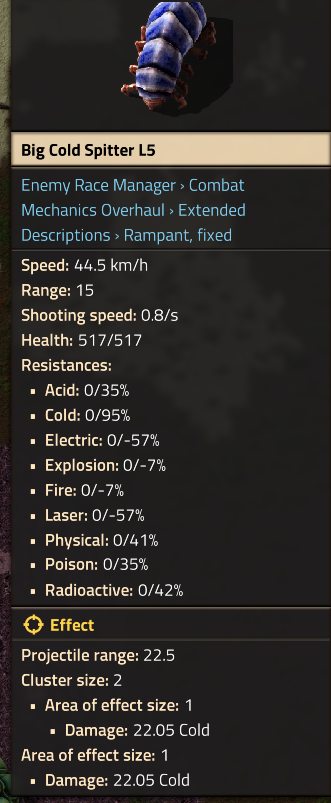 Big Cold Spitter L5
Enemy Race Manager › Combat
Mechanics Overhaul › Extended
Descriptions › Rampant, fixed
Speed: 44.5 km/h
Range: 15
Shooting speed: 0.8/s
Health: 517/517
Resistances:
▪ Acid: 0/35%
▪ Cold: 0/95%
▪ Electric: 0/-57%
▪ Explosion: 0/-7%
▪ Fire: 0/-7%
▪ Laser: 0/-57%
▪ Physical: 0/41%
▪ Poison: 0/35%
▪ Radioactive: 0/42%
Effect
Projectile range: 22.5
Cluster size: 2
▪ Area of effect size: 1
▪ Damage: 22.05 Cold
Area of effect size: 1
▪ Damage: 22.05 Cold